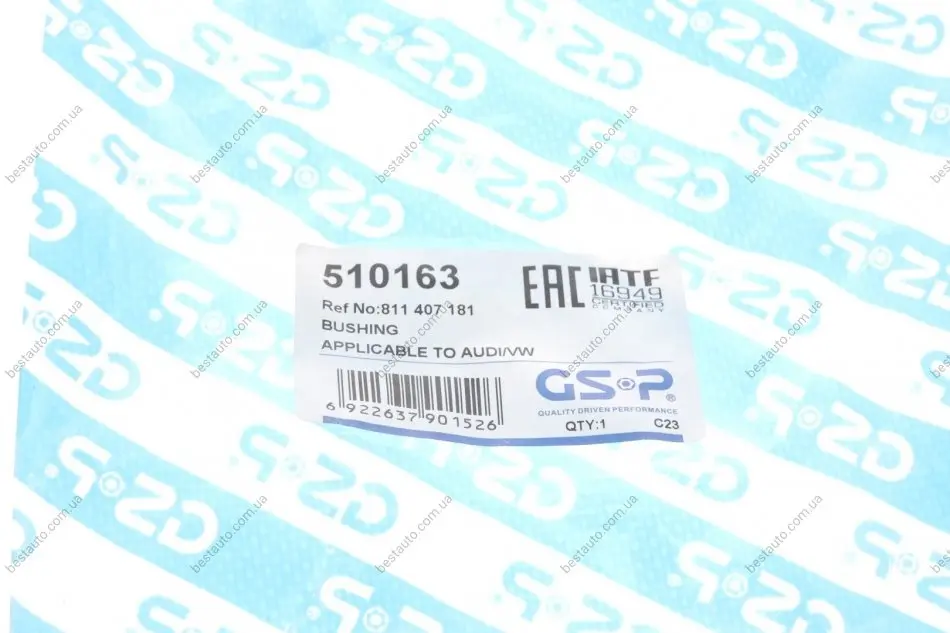 510163
Ref No:811 407 181
BUSHING
APPLICABLE TO AUDI/VW
6 922637 901526
EAC
IATF
16949
CERTIFIED
COMPANY
GSP®
QUALITY DRIVEN PERFORMANCE
QTY:1 C23
bestauto.com.ua